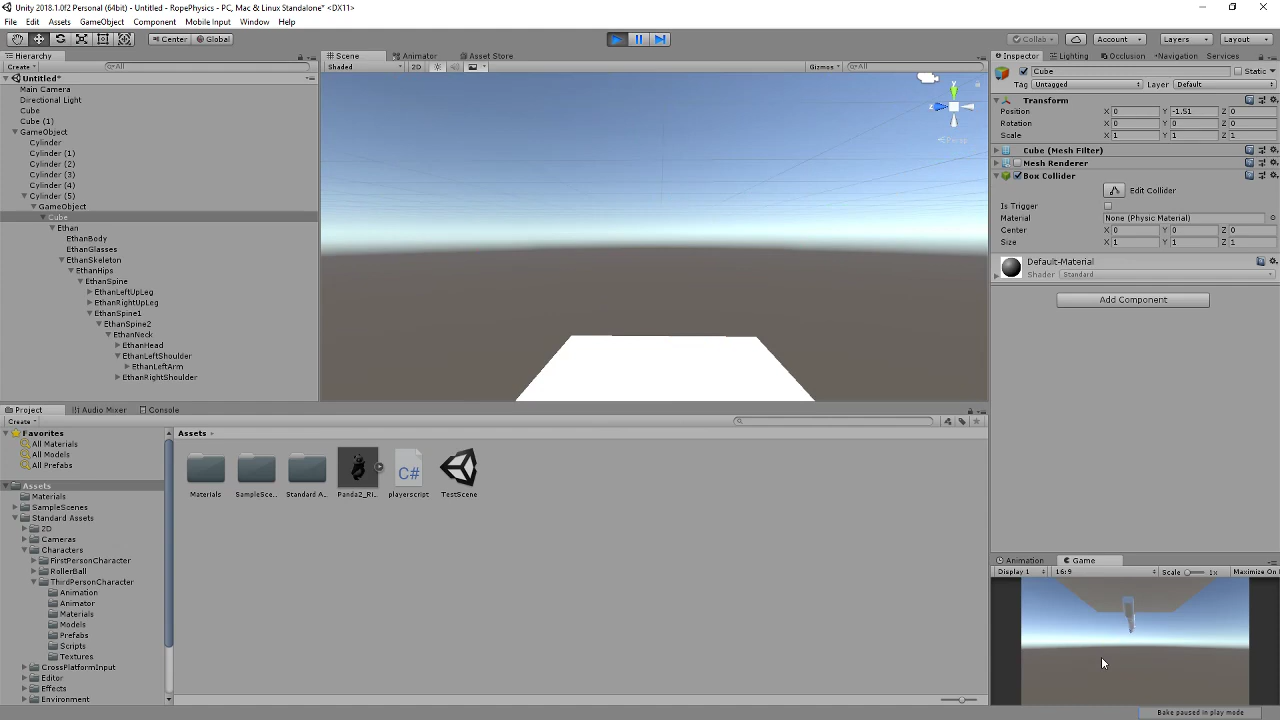 Unity 2018.1.0f2 Personal (64bit) - Untitled - RopePhysics - PC, Mac & Linux Standalone* <DX11>
File Edit Assets GameObject Component Mobile Input Window Help
Center Global Collab Account Layers Layout
Hierarchy Scene Animator Asset Store Inspector Lighting Occlusion Navigation Services
Create All Shaded 2D Gizmos All
Untitled*
Main Camera
Directional Light
Cube
Cube (1)
GameObject
Cylinder
Cylinder (1)
Cylinder (2)
Cylinder (3)
Cylinder (4)
Cylinder (5)
GameObject
Cube
Ethan
EthanBody
EthanGlasses
EthanSkeleton
EthanHips
EthanSpine
EthanLeftUpLeg
EthanRightUpLeg
EthanSpine1
EthanSpine2
EthanNeck
EthanHead
EthanLeftShoulder
EthanLeftArm
EthanRightShoulder
y
z
Persp
Cube Static
Tag Untagged Layer Default
Transform
Position X 0 Y -1.51 Z 0
Rotation X 0 Y 0 Z 0
Scale X 1 Y 1 Z 1
Cube (Mesh Filter)
Mesh Renderer
Box Collider
Edit Collider
Is Trigger
Material None (Physic Material)
Center X 0 Y 0 Z 0
Size X 1 Y 1 Z 1
Default-Material
Shader Standard
Add Component
Project Audio Mixer Console
Create
Favorites
All Materials
All Models
All Prefabs
Assets
Materials
SampleScenes
Standard Assets
2D
Cameras
Characters
FirstPersonCharacter
RollerBall
ThirdPersonCharacter
Animation
Animator
Materials
Models
Prefabs
Scripts
Textures
CrossPlatformInput
Editor
Effects
Environment
Assets
Materials SampleSce... Standard A... Panda2_Ri... C# playerscript TestScene
Animation Game
Display 1 16:9 Scale 1x Maximize On
Bake paused in play mode